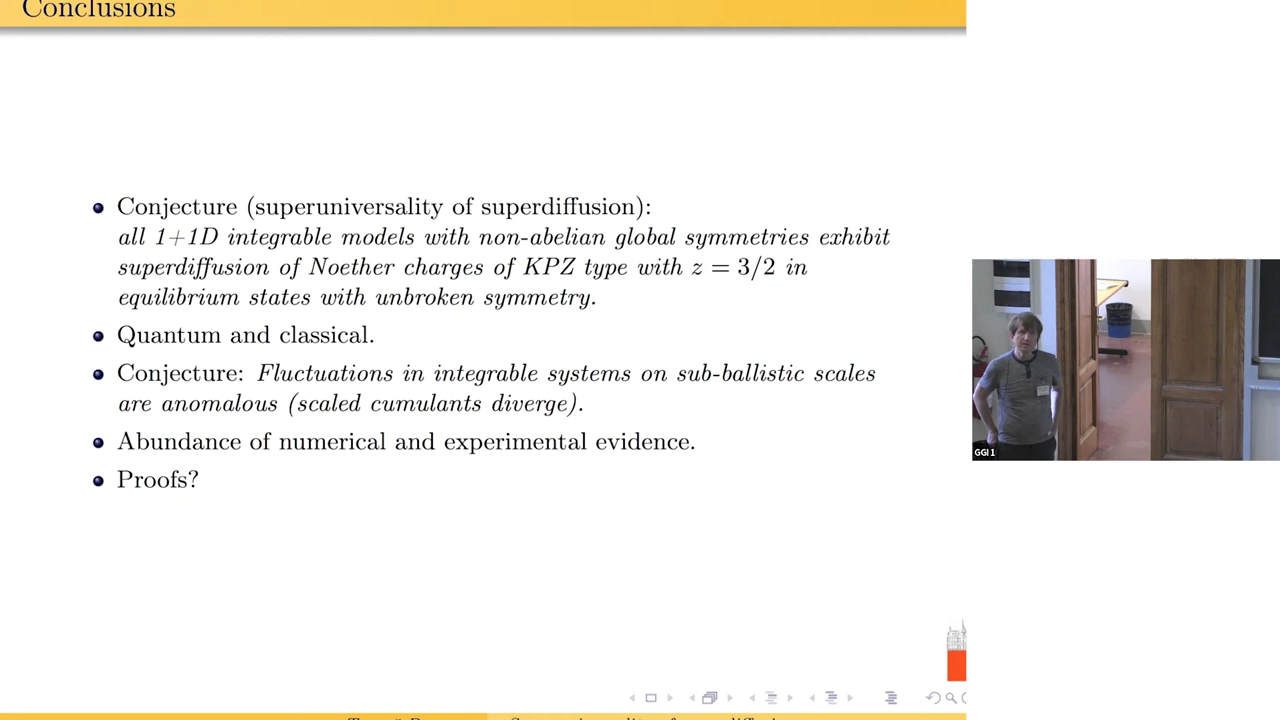 Conclusions
Conjecture (superuniversality of superdiffusion):
all 1+1D integrable models with non-abelian global symmetries exhibit
superdiffusion of Noether charges of KPZ type with z = 3/2 in
equilibrium states with unbroken symmetry.
Quantum and classical.
Conjecture: Fluctuations in integrable systems on sub-ballistic scales
are anomalous (scaled cumulants diverge).
Abundance of numerical and experimental evidence.
Proofs?
GGI 1